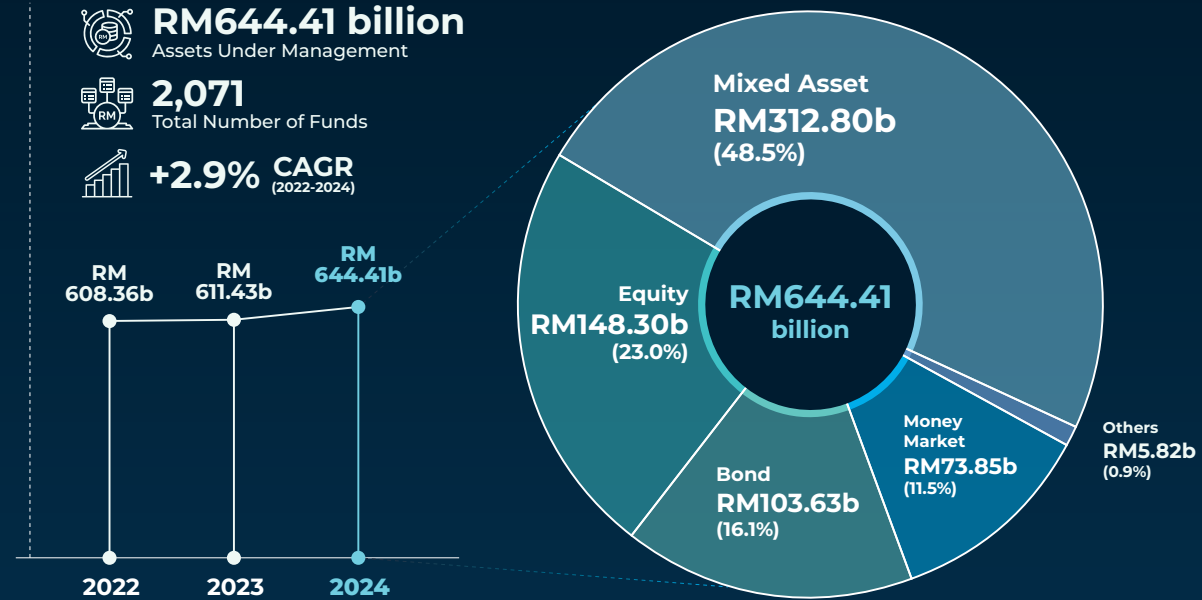 RM
RM644.41 billion
Assets Under Management
RM
2,071
Total Number of Funds
+2.9% CAGR
(2022-2024)
RM
608.36b
RM
611.43b
RM
644.41b
2022
2023
2024
Mixed Asset
RM312.80b
(48.5%)
Equity
RM148.30b
(23.0%)
RM644.41
billion
Bond
RM103.63b
(16.1%)
Money
Market
RM73.85b
(11.5%)
Others
RM5.82b
(0.9%)